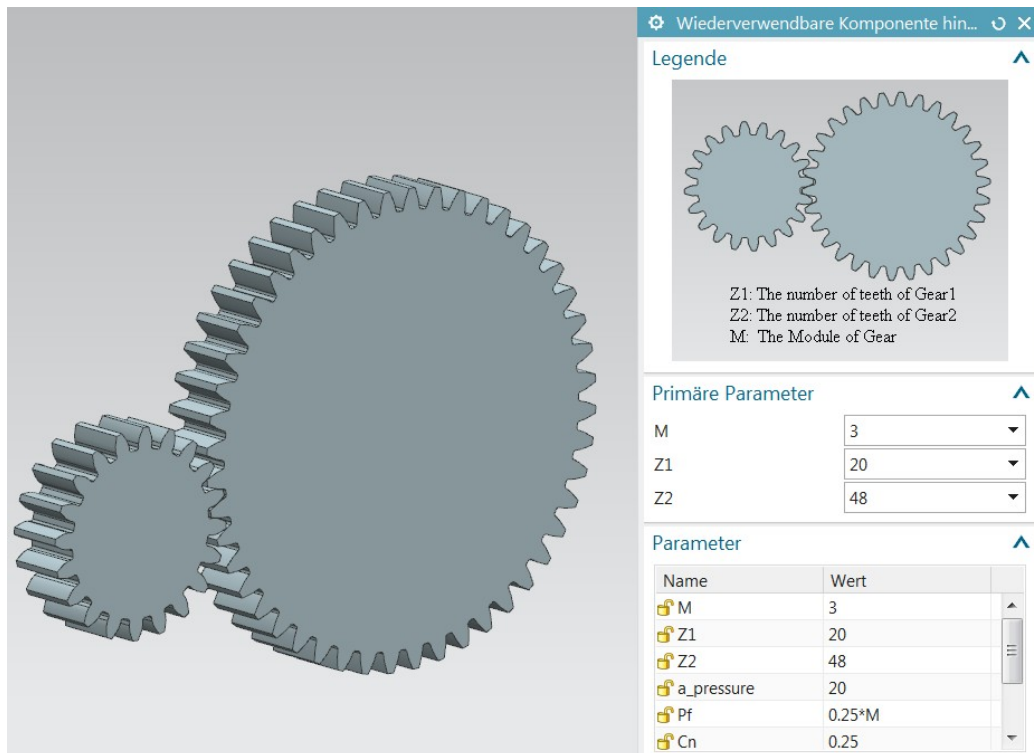 Wiederverwendbare Komponente hin...
Legende
Z1: The number of teeth of Gear1
Z2: The number of teeth of Gear2
M: The Module of Gear
Primäre Parameter
M 3
Z1 20
Z2 48
Parameter
Name Wert
M 3
Z1 20
Z2 48
a_pressure 20
Pf 0.25*M
Cn 0.25